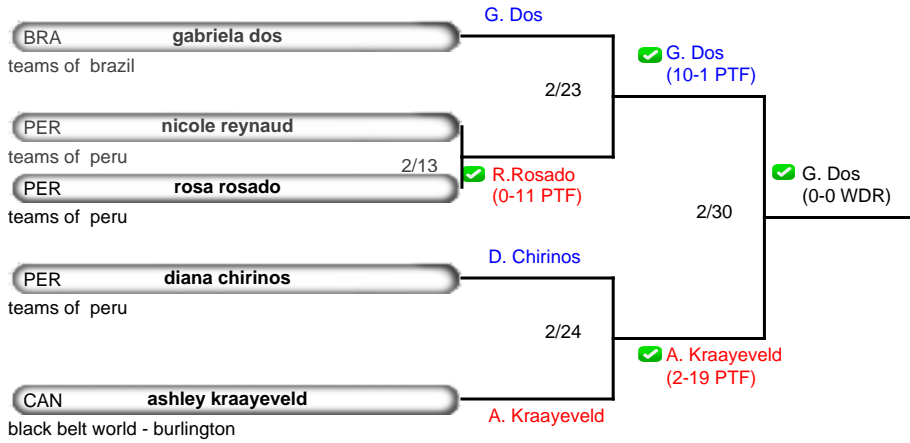 G. Dos
BRA gabriela dos
teams of brazil
2/23
G. Dos
(10-1 PTF)
PER nicole reynaud
teams of peru
2/13
R.Rosado
(0-11 PTF)
PER rosa rosado
teams of peru
G. Dos
(0-0 WDR)
2/30
D. Chirinos
PER diana chirinos
teams of peru
2/24
A. Kraayeveld
(2-19 PTF)
CAN ashley kraayeveld
A. Kraayeveld
black belt world - burlington